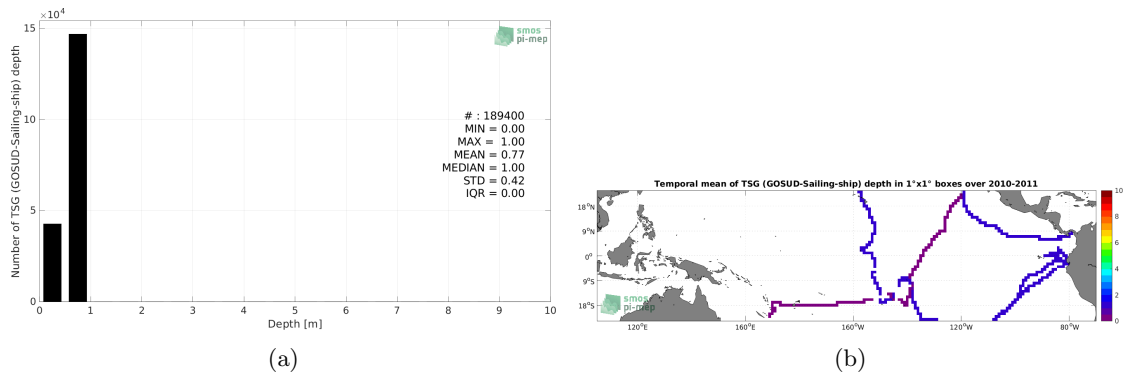 ×10⁴
15
10
5
0
Number of TSG (GOSUD-Sailing-ship) depth
smos
pi-mep
# : 189400
MIN = 0.00
MAX = 1.00
MEAN = 0.77
MEDIAN = 1.00
STD = 0.42
IQR = 0.00
0 1 2 3 4 5 6 7 8 9 10
Depth [m]
(a)
Temporal mean of TSG (GOSUD-Sailing-ship) depth in 1°x1° boxes over 2010-2011
18°N
9°N
0°
9°S
18°S
smos
pi-mep
120°E 160°E 160°W 120°W 80°W
10
8
6
4
2
0
(b)